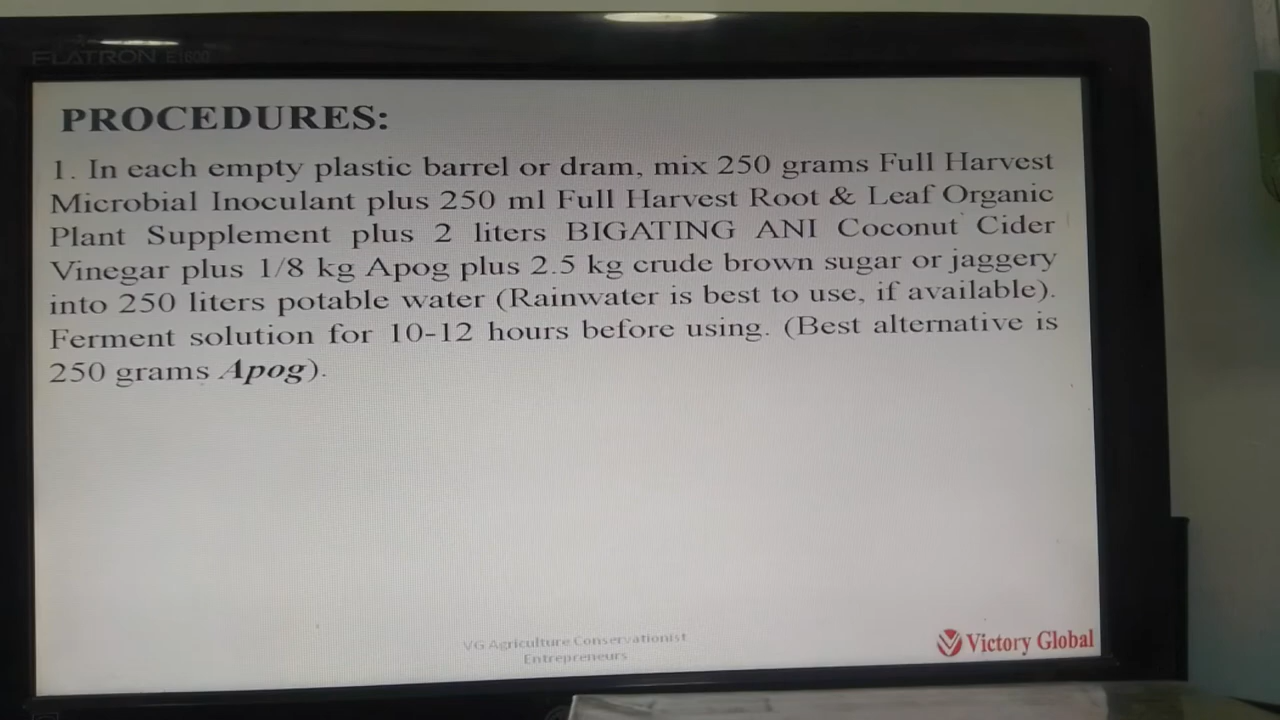 FLATRON E1600
PROCEDURES:
1. In each empty plastic barrel or dram, mix 250 grams Full Harvest
Microbial Inoculant plus 250 ml Full Harvest Root & Leaf Organic
Plant Supplement plus 2 liters BIGATING ANI Coconut Cider
Vinegar plus 1/8 kg Apog plus 2.5 kg crude brown sugar or jaggery
into 250 liters potable water (Rainwater is best to use, if available).
Ferment solution for 10-12 hours before using. (Best alternative is
250 grams Apog).
VG Agriculture Conservationist
Entrepreneurs
Victory Global